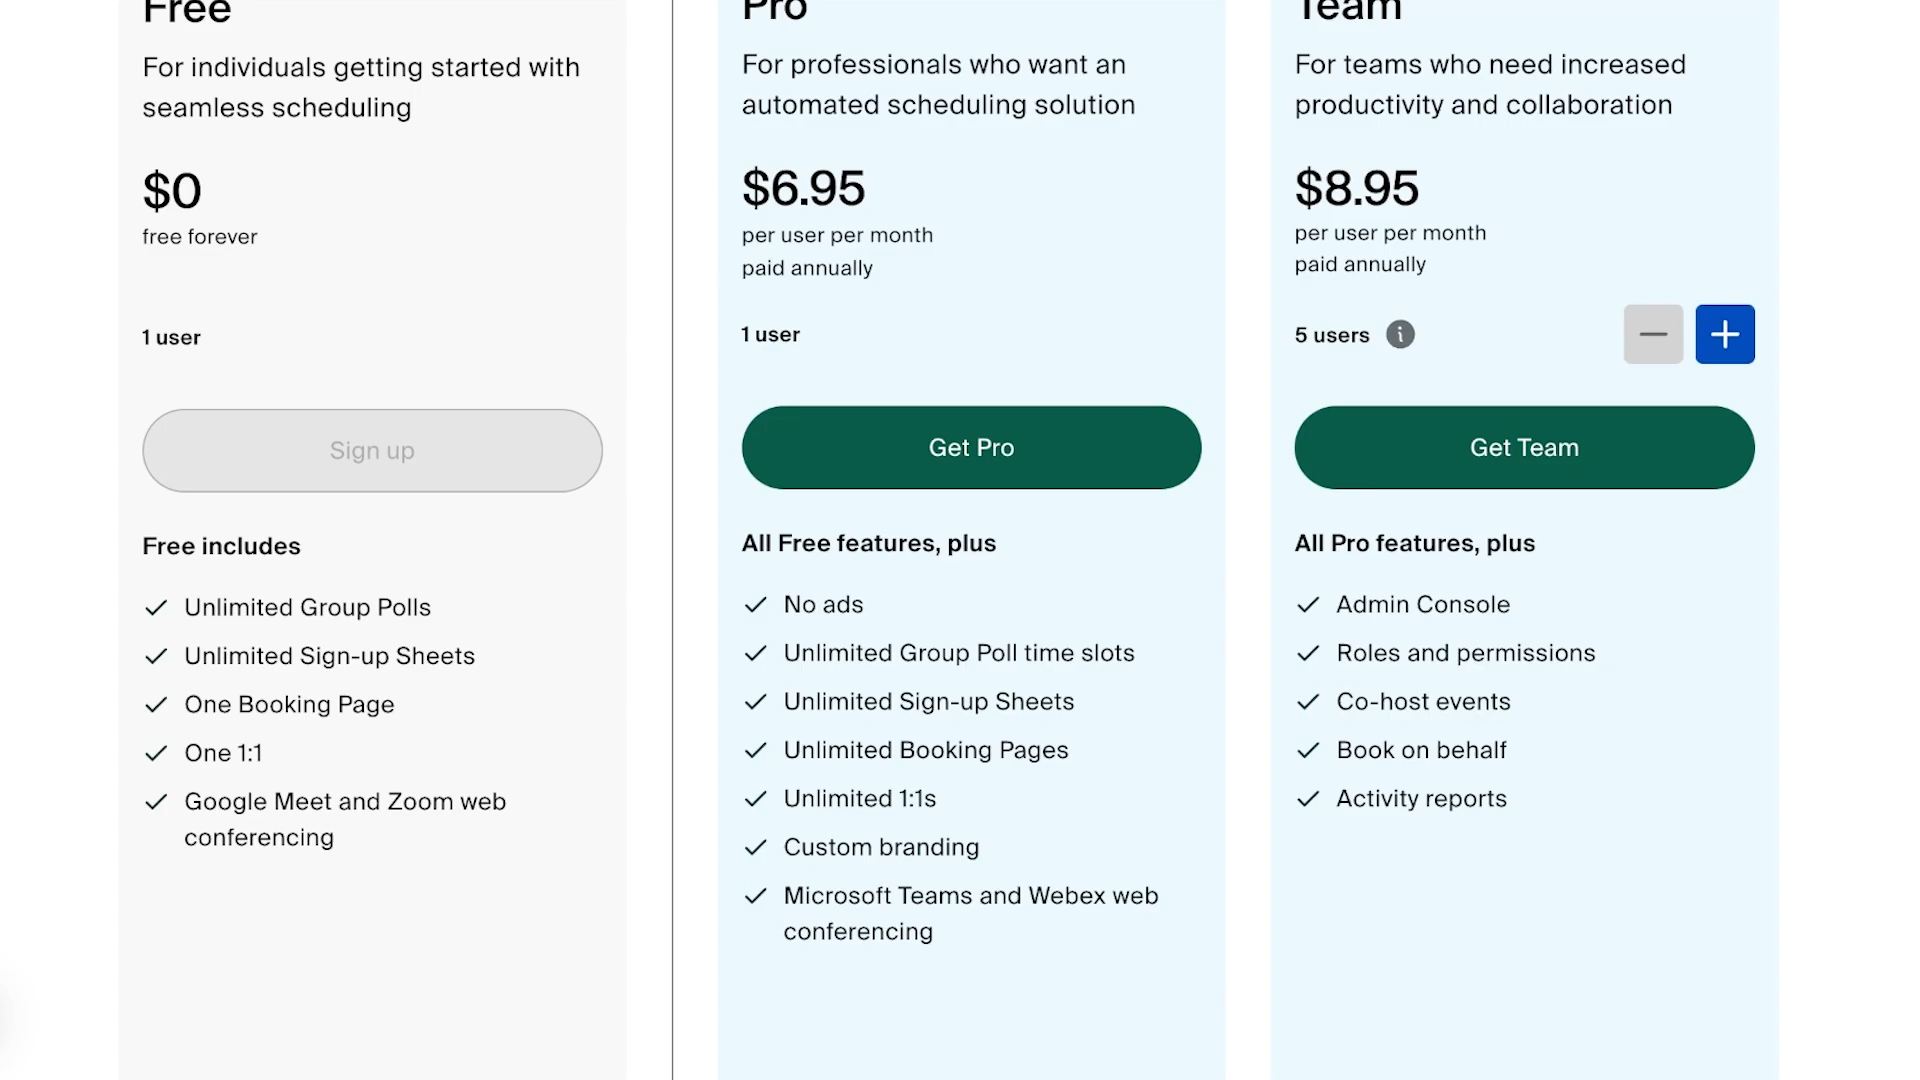 Free
For individuals getting started with
seamless scheduling
$0
free forever
1 user
Sign up
Free includes
Unlimited Group Polls
Unlimited Sign-up Sheets
One Booking Page
One 1:1
Google Meet and Zoom web
conferencing
Pro
For professionals who want an
automated scheduling solution
$6.95
per user per month
paid annually
1 user
Get Pro
All Free features, plus
No ads
Unlimited Group Poll time slots
Unlimited Sign-up Sheets
Unlimited Booking Pages
Unlimited 1:1s
Custom branding
Microsoft Teams and Webex web
conferencing
Team
For teams who need increased
productivity and collaboration
$8.95
per user per month
paid annually
5 users
Get Team
All Pro features, plus
Admin Console
Roles and permissions
Co-host events
Book on behalf
Activity reports